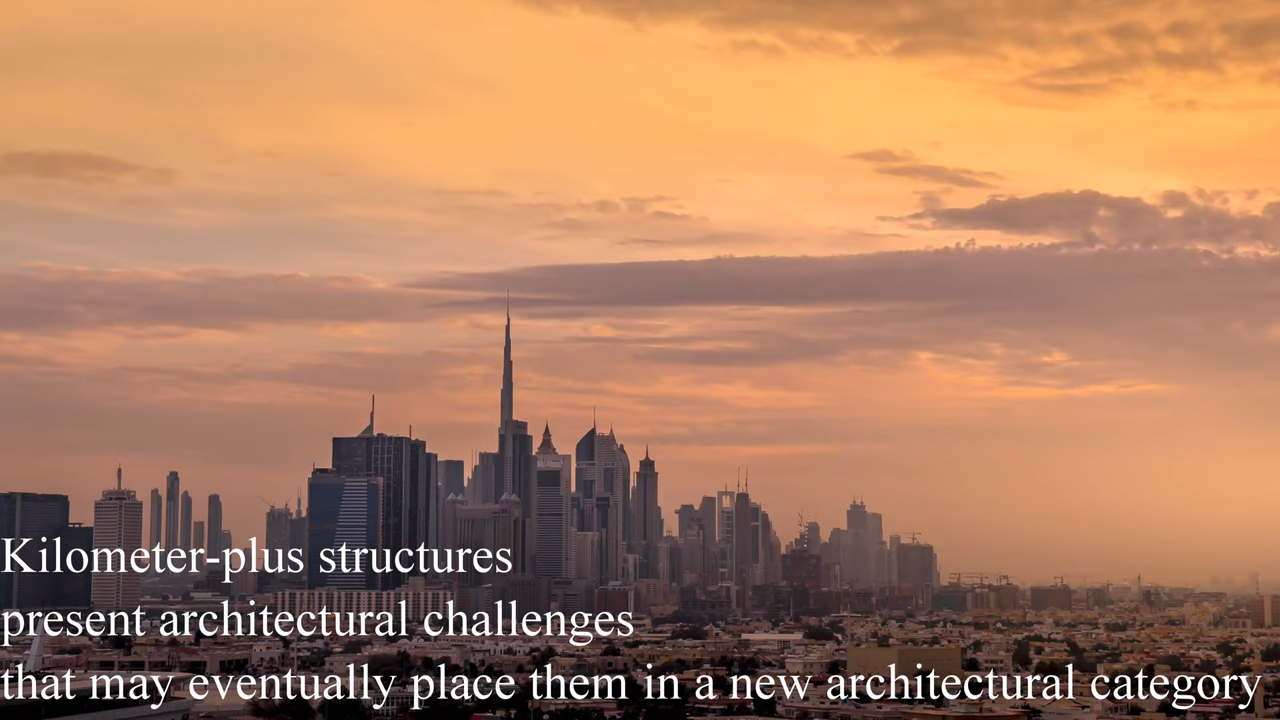 Kilometer-plus structures
present architectural challenges
that may eventually place them in a new architectural category